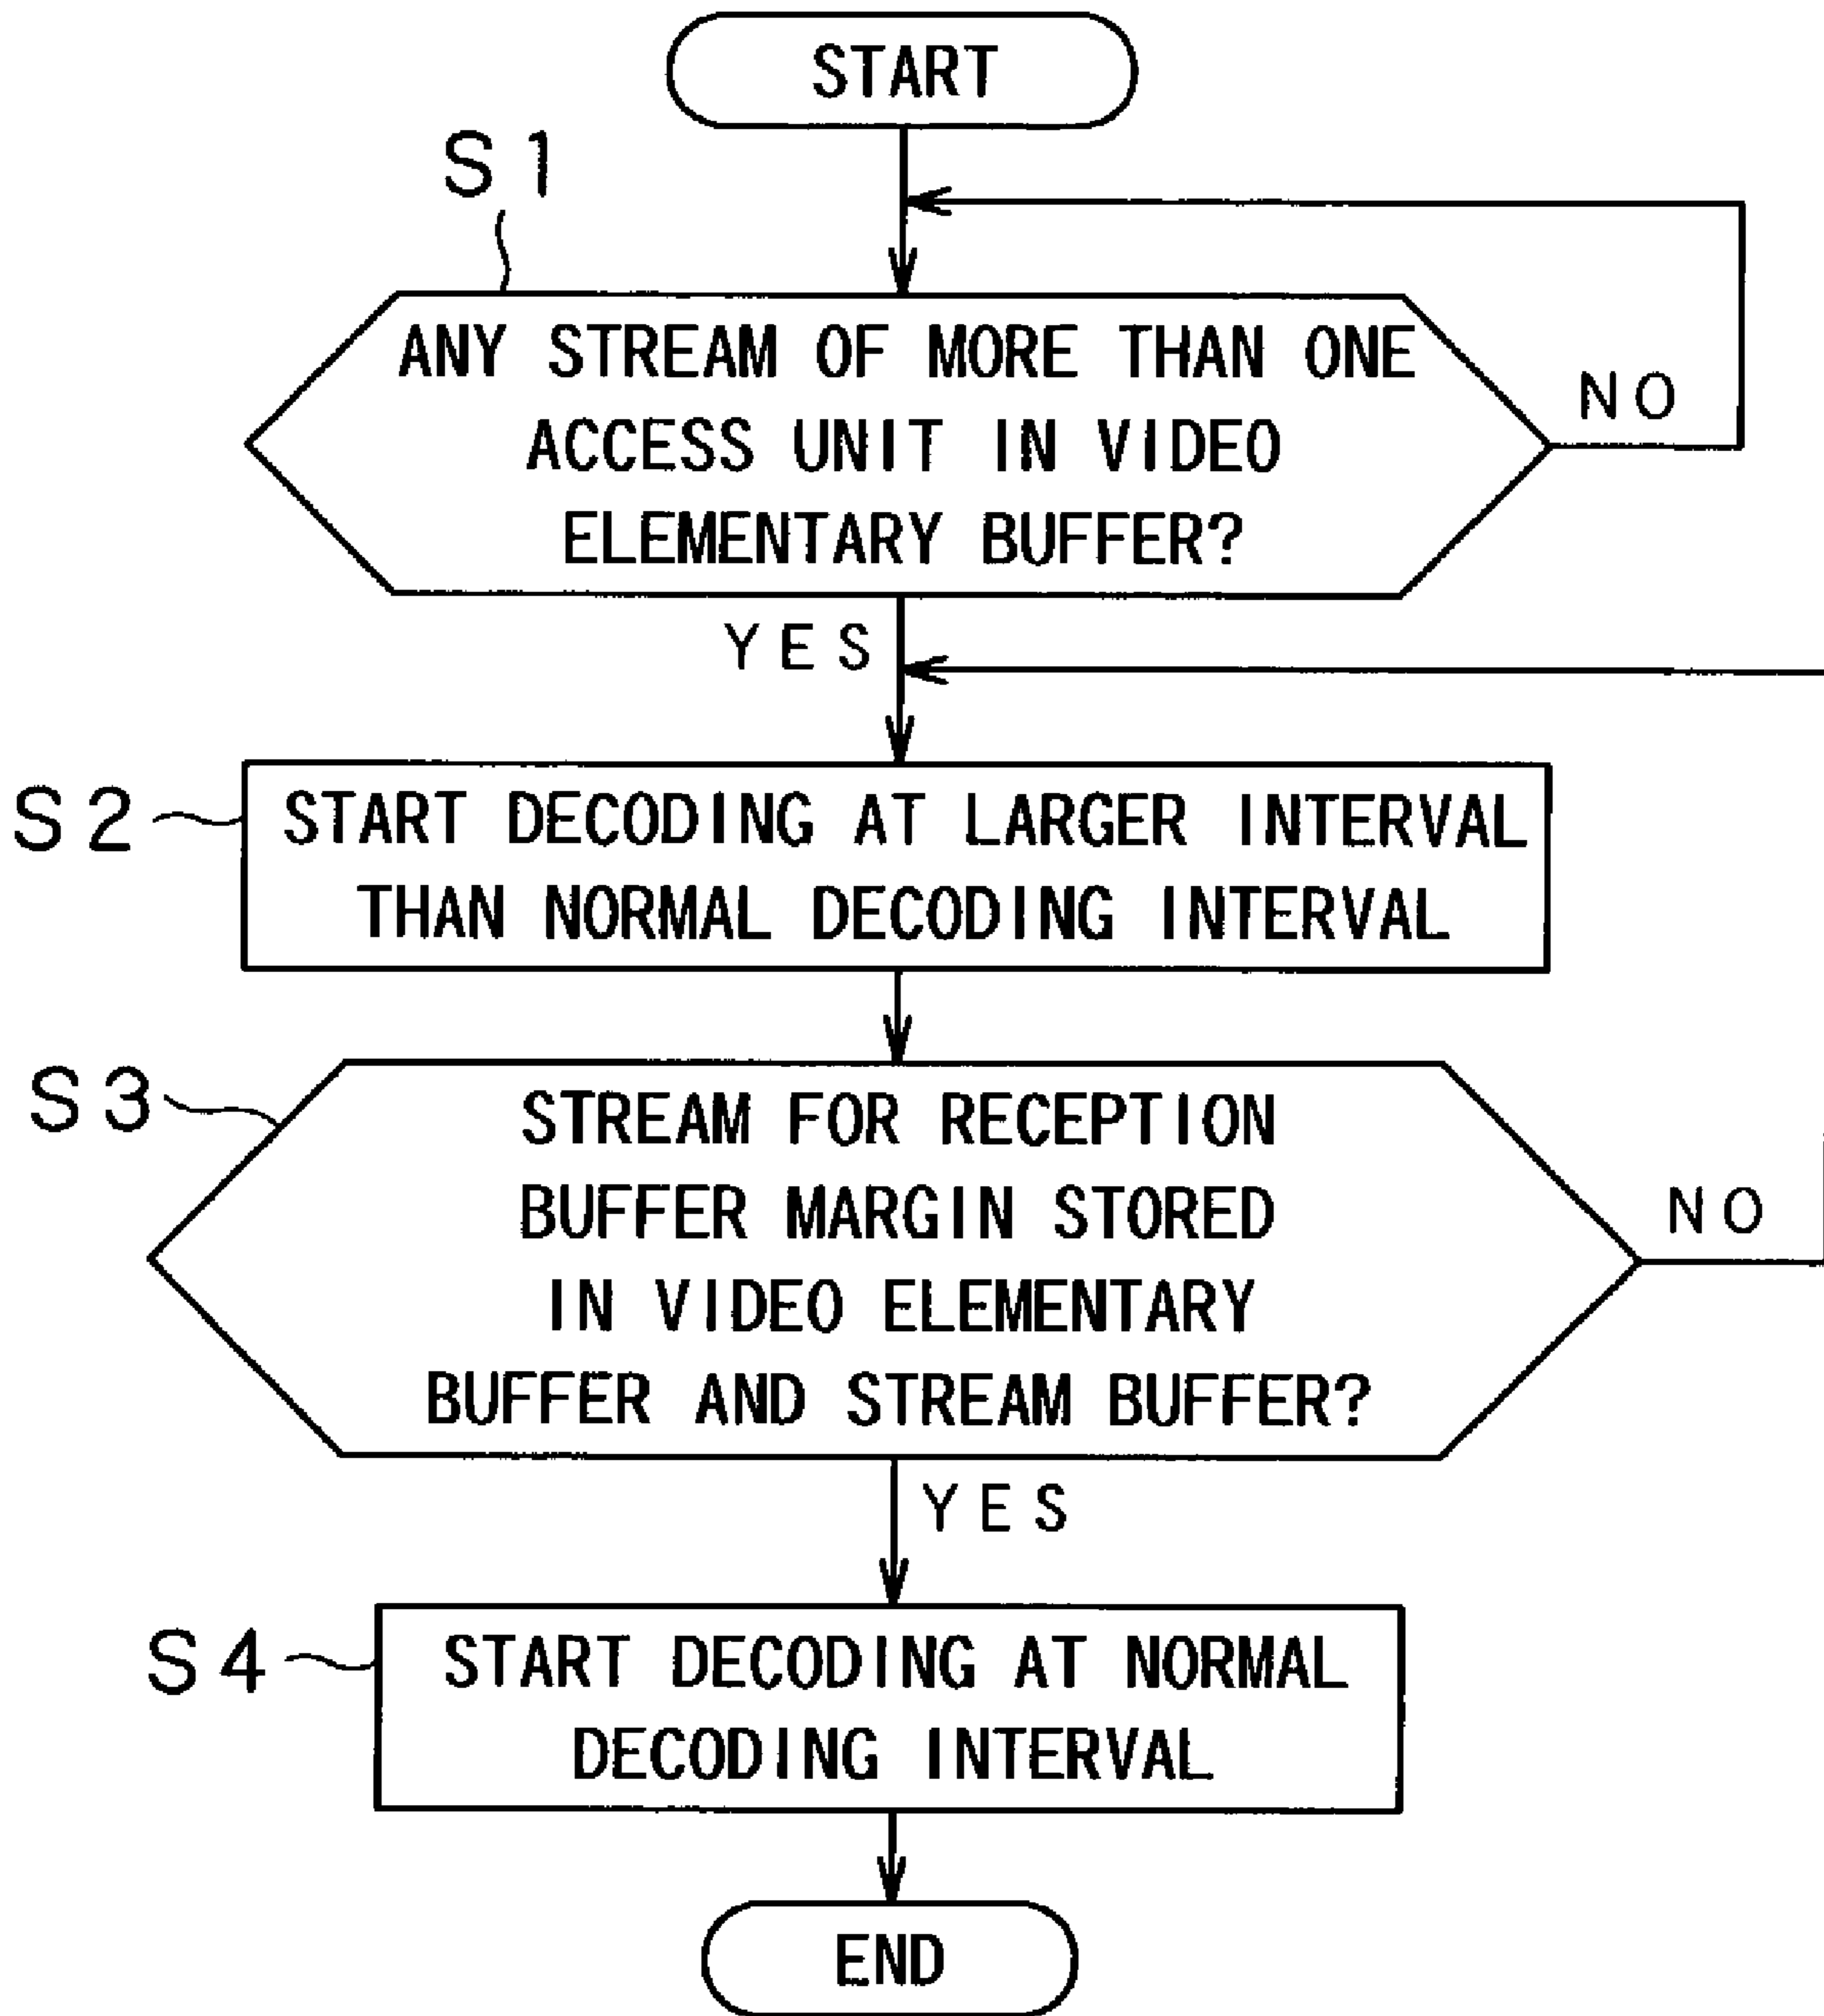 START
S1
ANY STREAM OF MORE THAN ONE
ACCESS UNIT IN VIDEO
ELEMENTARY BUFFER?
NO
YES
S2
START DECODING AT LARGER INTERVAL
THAN NORMAL DECODING INTERVAL
S3
STREAM FOR RECEPTION
BUFFER MARGIN STORED
IN VIDEO ELEMENTARY
BUFFER AND STREAM BUFFER?
NO
YES
S4
START DECODING AT NORMAL
DECODING INTERVAL
END